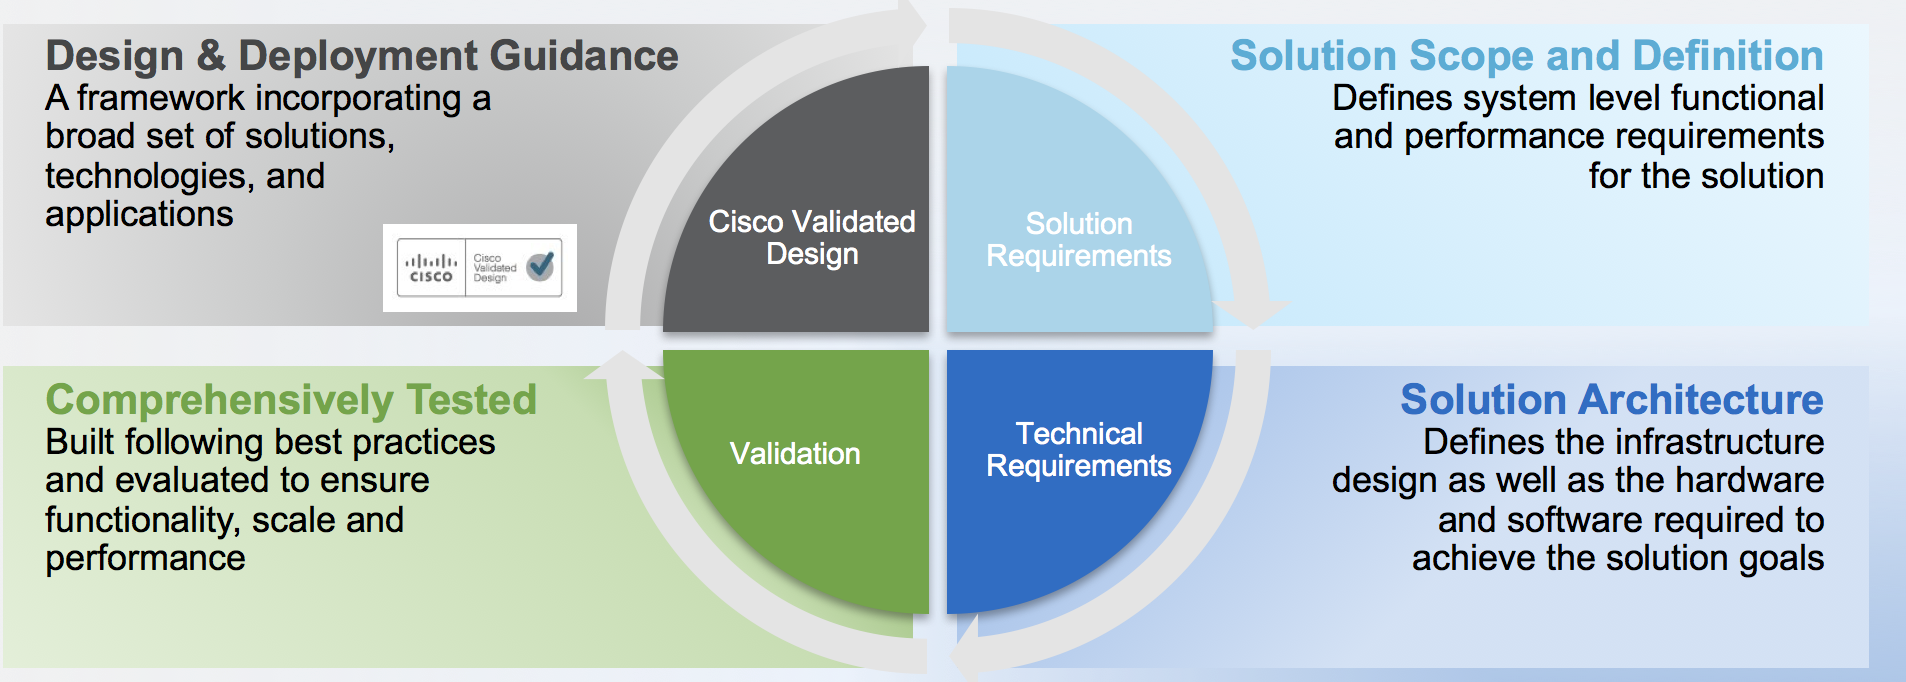 Design & Deployment Guidance
A framework incorporating a
broad set of solutions,
technologies, and
applications
CISCO
Cisco
Validated
Design
Cisco Validated
Design
Solution
Requirements
Solution Scope and Definition
Defines system level functional
and performance requirements
for the solution
Comprehensively Tested
Built following best practices
and evaluated to ensure
functionality, scale and
performance
Validation
Technical
Requirements
Solution Architecture
Defines the infrastructure
design as well as the hardware
and software required to
achieve the solution goals